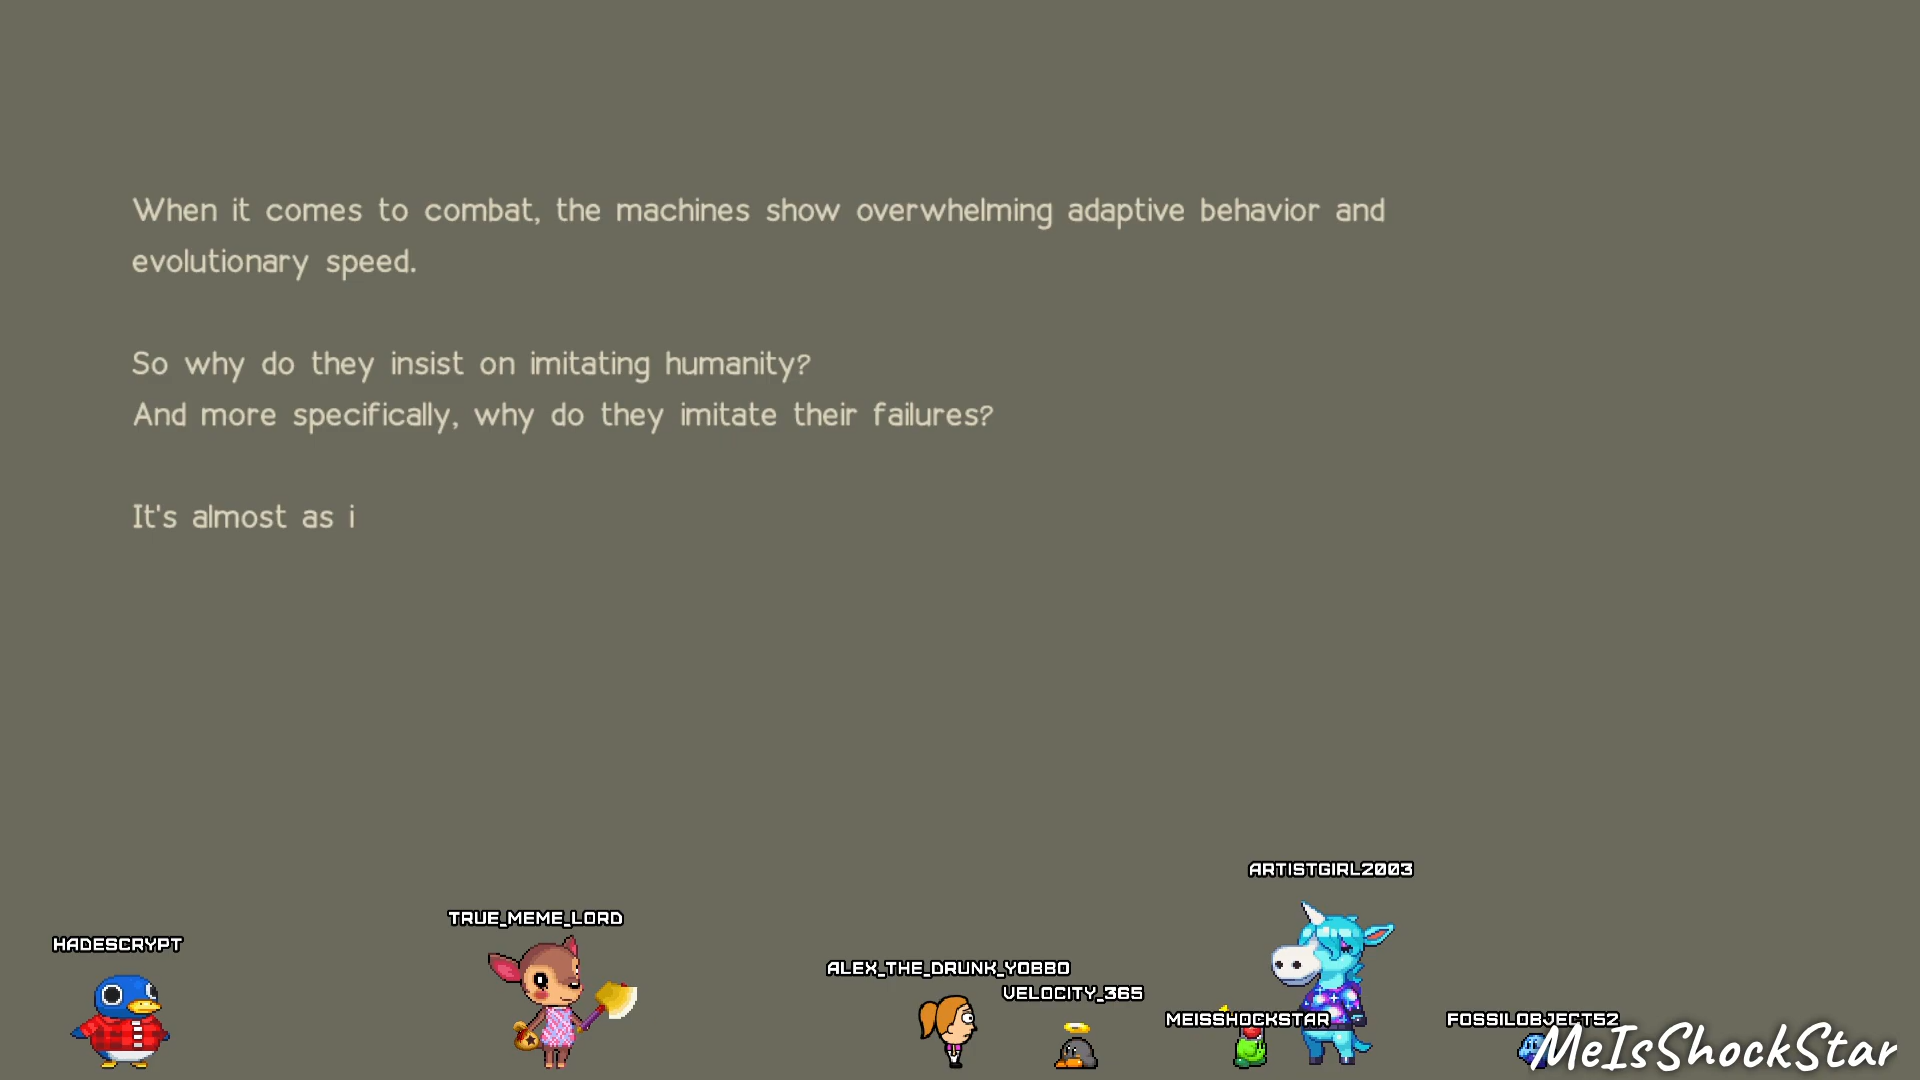 When it comes to combat, the machines show overwhelming adaptive behavior and
evolutionary speed.
So why do they insist on imitating humanity?
And more specifically, why do they imitate their failures?
It's almost as i
ARTISTGIRL2003
TRUE_MEME_LORD
HADESCRYPT
ALEX_THE_DRUNK_YOBBO
VELOCITY_365
MEISSHOCKSTAR
FOSSILOBJECT52
MeIsShockStar